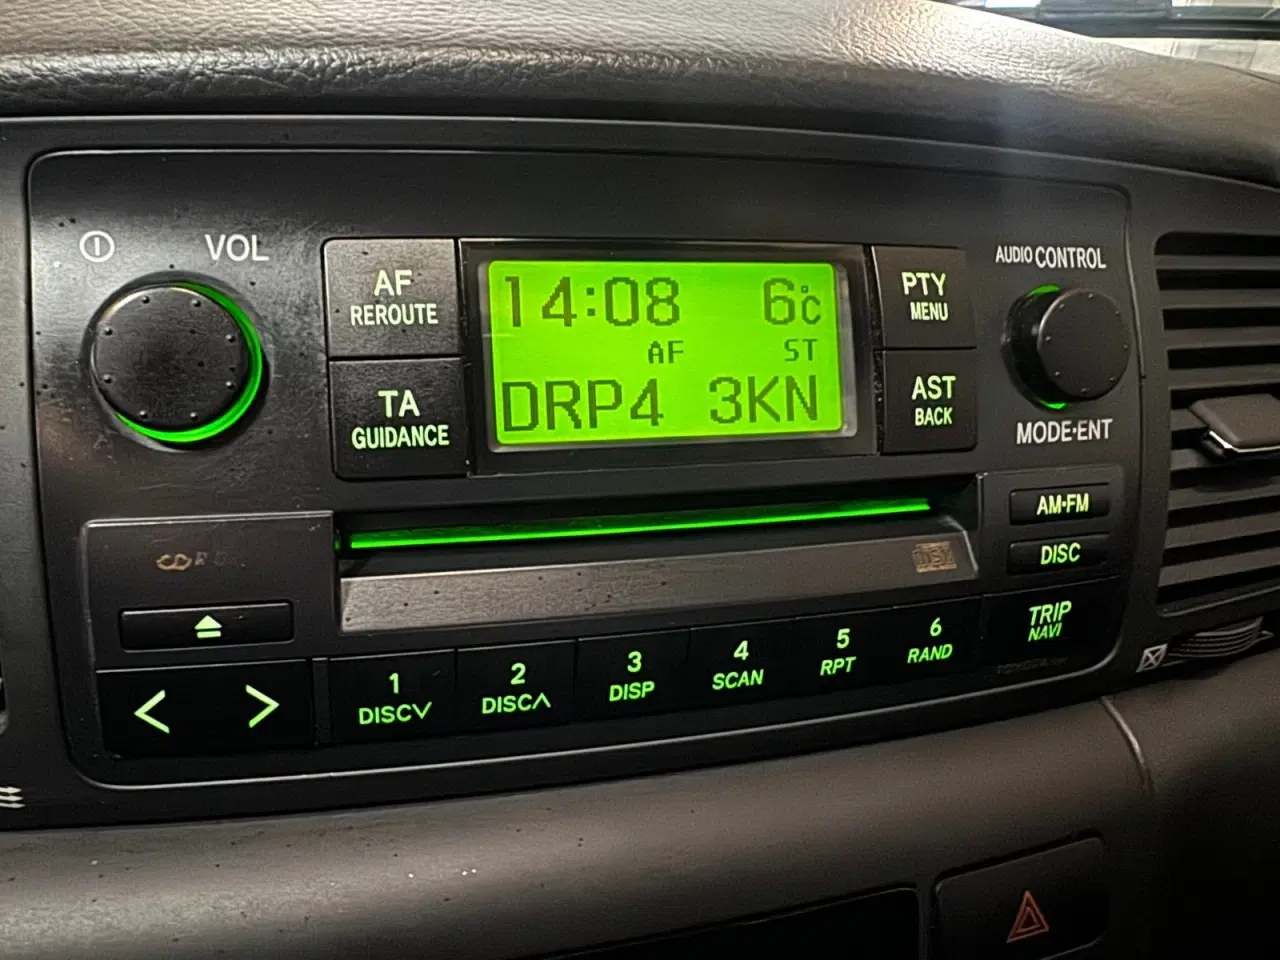 VOL
AF
REROUTE
TA
GUIDANCE
14:08 6°C
AF ST
DRP4 3KN
PTY
MENU
AST
BACK
AUDIO CONTROL
MODE·ENT
AM·FM
DISC
TRIP
NAVI
1
DISC∨
2
DISC∧
3
DISP
4
SCAN
5
RPT
6
RAND